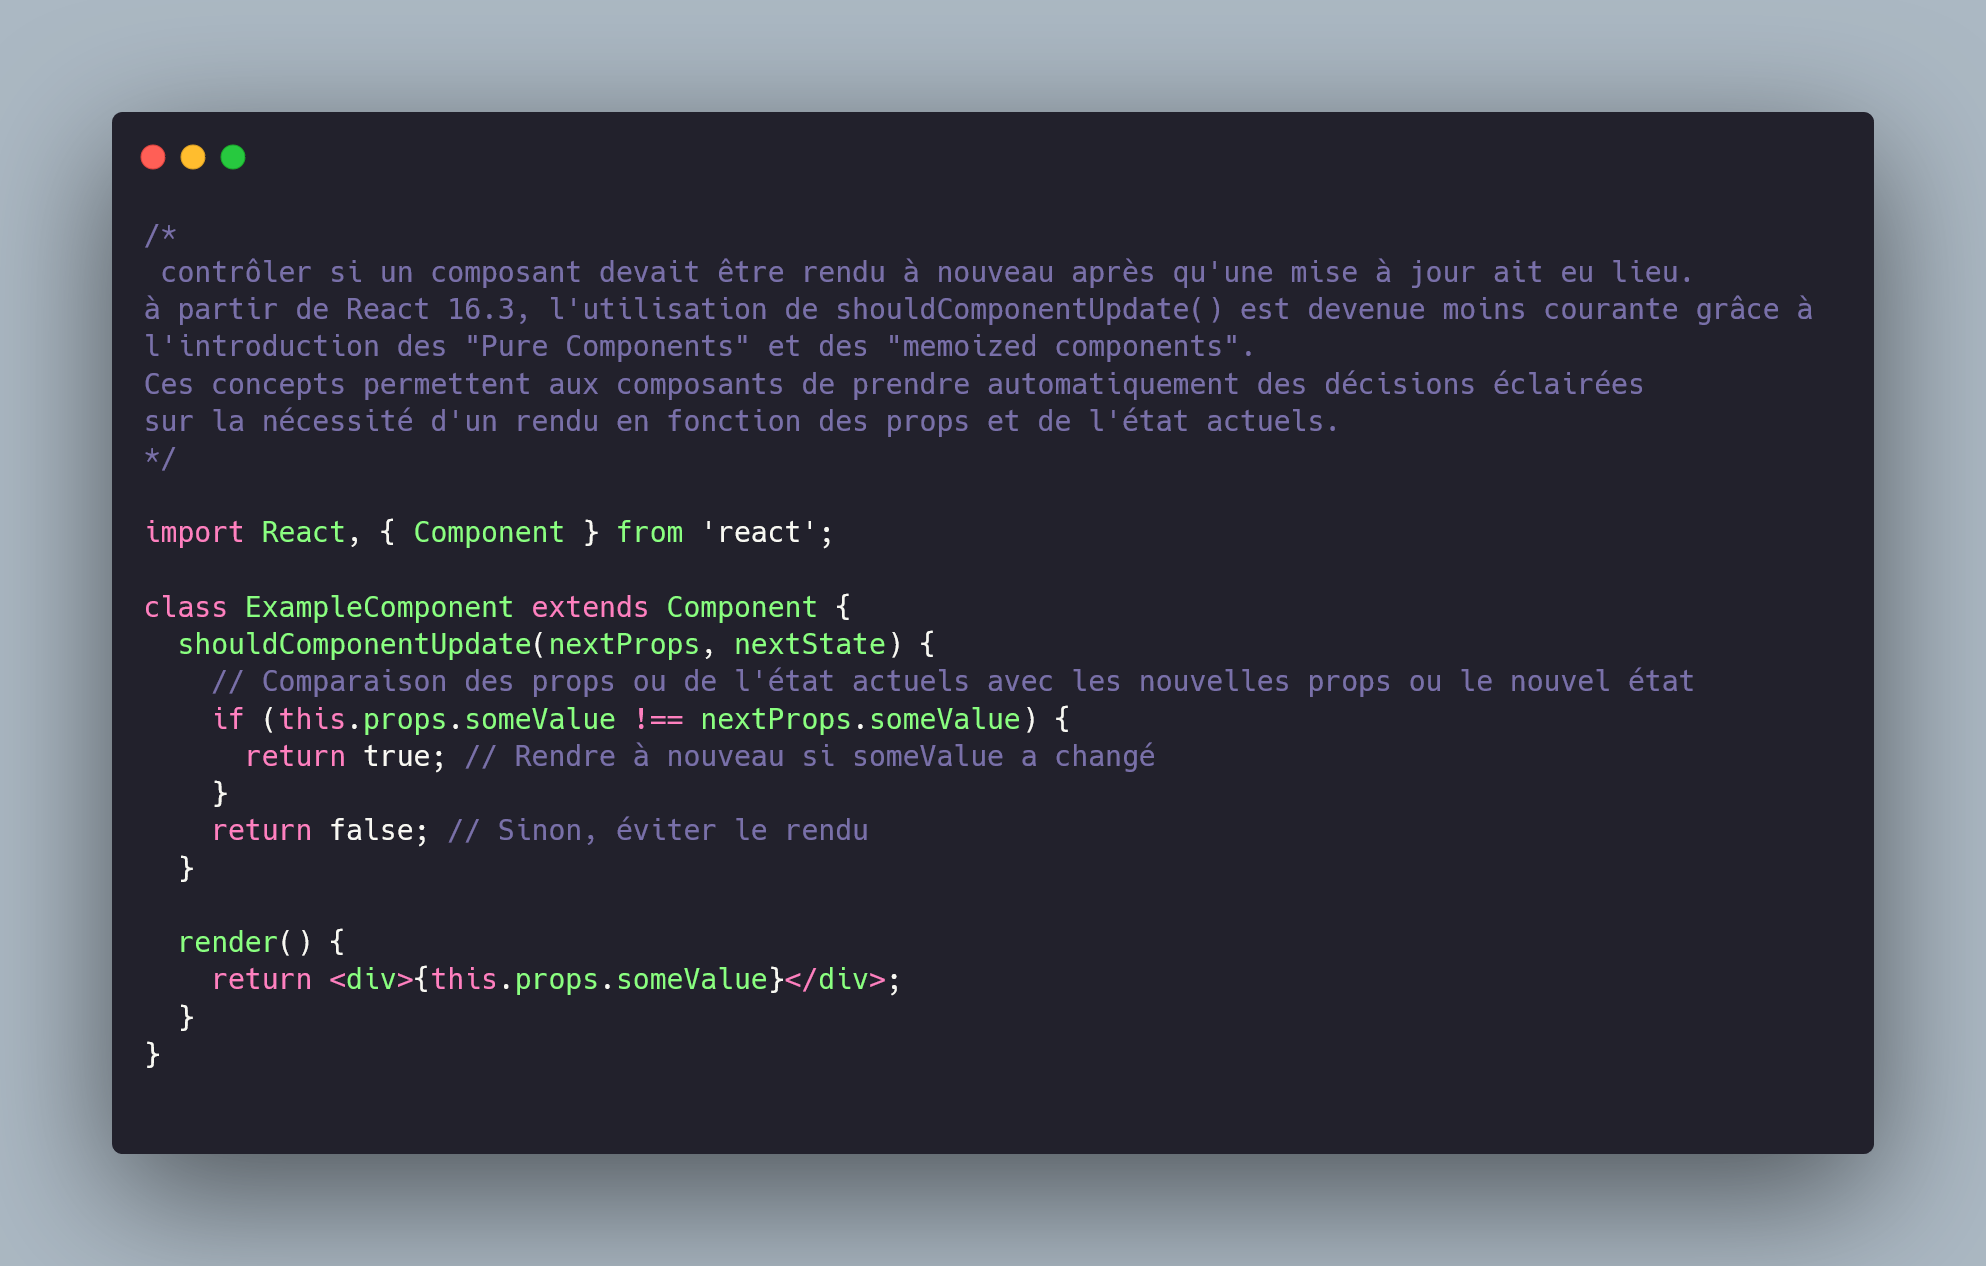 /*
 contrôler si un composant devait être rendu à nouveau après qu'une mise à jour ait eu lieu.
à partir de React 16.3, l'utilisation de shouldComponentUpdate() est devenue moins courante grâce à
l'introduction des "Pure Components" et des "memoized components".
Ces concepts permettent aux composants de prendre automatiquement des décisions éclairées
sur la nécessité d'un rendu en fonction des props et de l'état actuels.
*/

import React, { Component } from 'react';

class ExampleComponent extends Component {
  shouldComponentUpdate(nextProps, nextState) {
    // Comparaison des props ou de l'état actuels avec les nouvelles props ou le nouvel état
    if (this.props.someValue !== nextProps.someValue) {
      return true; // Rendre à nouveau si someValue a changé
    }
    return false; // Sinon, éviter le rendu
  }

  render() {
    return <div>{this.props.someValue}</div>;
  }
}